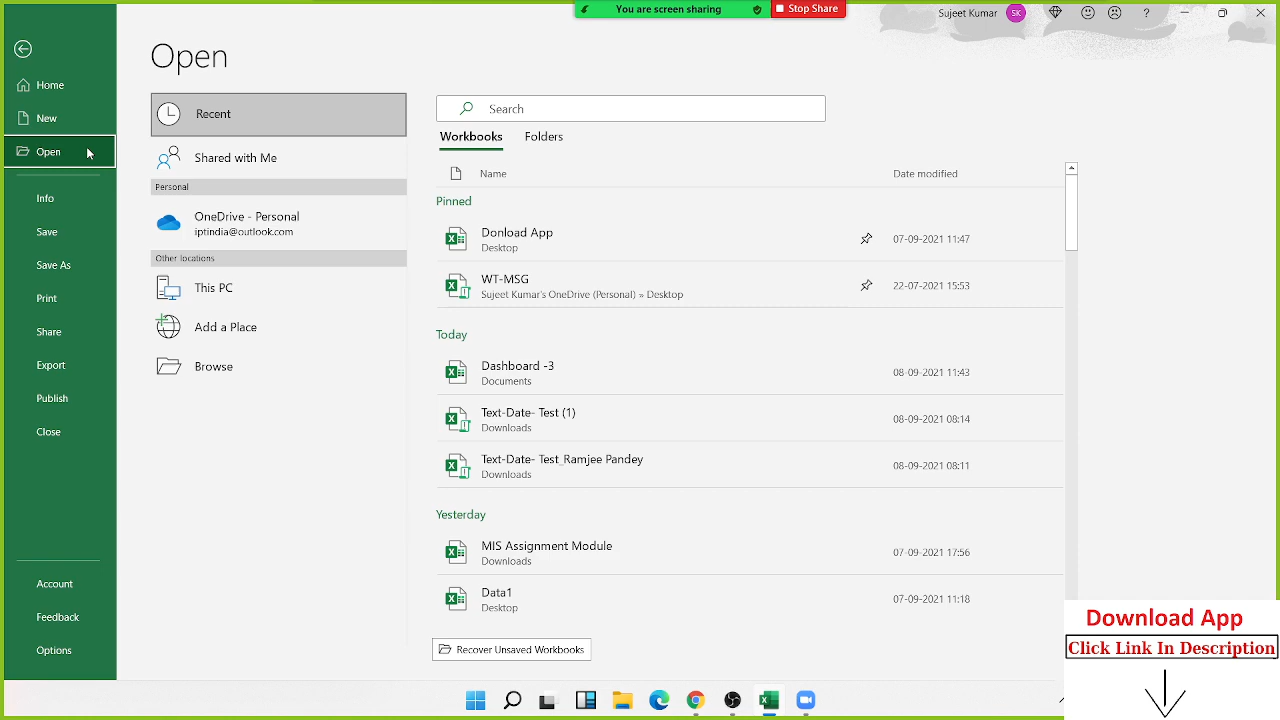 You are screen sharing
Stop Share
Sujeet Kumar
SK
?
Open
Home
New
Open
Info
Save
Save As
Print
Share
Export
Publish
Close
Account
Feedback
Options
Recent
Shared with Me
Personal
OneDrive - Personal
iptindia@outlook.com
Other locations
This PC
Add a Place
Browse
Search
Workbooks Folders
Name Date modified
Pinned
Donload App
Desktop
07-09-2021 11:47
WT-MSG
Sujeet Kumar's OneDrive (Personal) » Desktop
22-07-2021 15:53
Today
Dashboard -3
Documents
08-09-2021 11:43
Text-Date- Test (1)
Downloads
08-09-2021 08:14
Text-Date- Test_Ramjee Pandey
Downloads
08-09-2021 08:11
Yesterday
MIS Assignment Module
Downloads
07-09-2021 17:56
Data1
Desktop
07-09-2021 11:18
Recover Unsaved Workbooks
Download App
Click Link In Description